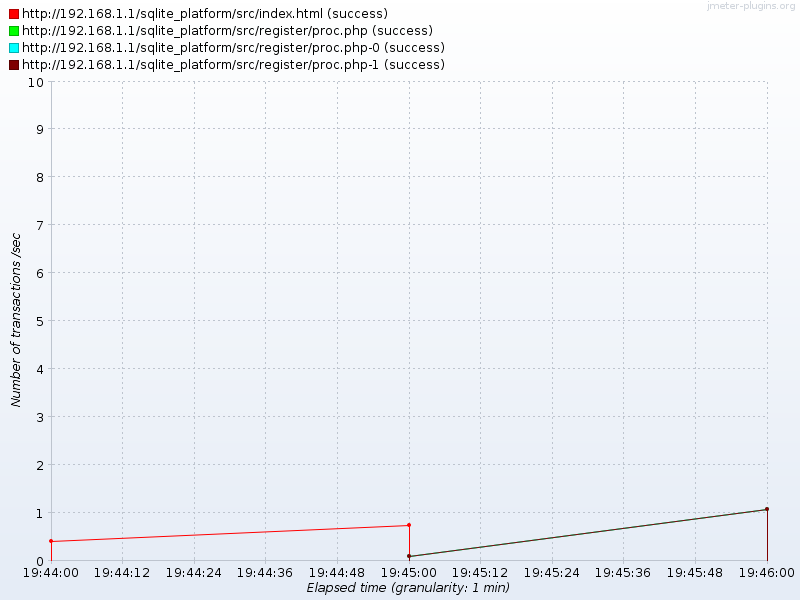 jmeter-plugins.org
http://192.168.1.1/sqlite_platform/src/index.html (success)
http://192.168.1.1/sqlite_platform/src/register/proc.php (success)
http://192.168.1.1/sqlite_platform/src/register/proc.php-0 (success)
http://192.168.1.1/sqlite_platform/src/register/proc.php-1 (success)
10
9
8
7
6
5
4
3
2
1
0
Number of transactions /sec
19:44:00 19:44:12 19:44:24 19:44:36 19:44:48 19:45:00 19:45:12 19:45:24 19:45:36 19:45:48 19:46:00
Elapsed time (granularity: 1 min)